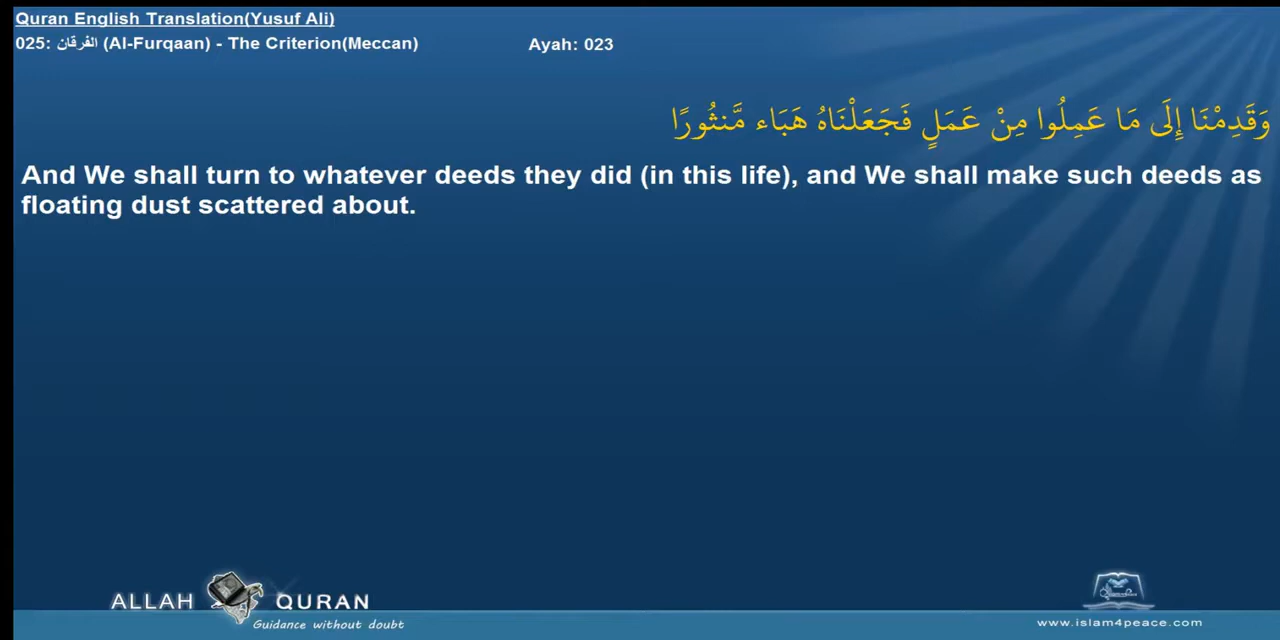 Quran English Translation(Yusuf Ali)
025: الفرقان (Al-Furqaan) - The Criterion(Meccan)
Ayah: 023
وَقَدِمْنَا إِلَى مَا عَمِلُوا مِنْ عَمَلٍ فَجَعَلْنَاهُ هَبَاء مَّنثُورًا
And We shall turn to whatever deeds they did (in this life), and We shall make such deeds as
floating dust scattered about.
ALLAH QURAN
Guidance without doubt
www.islam4peace.com